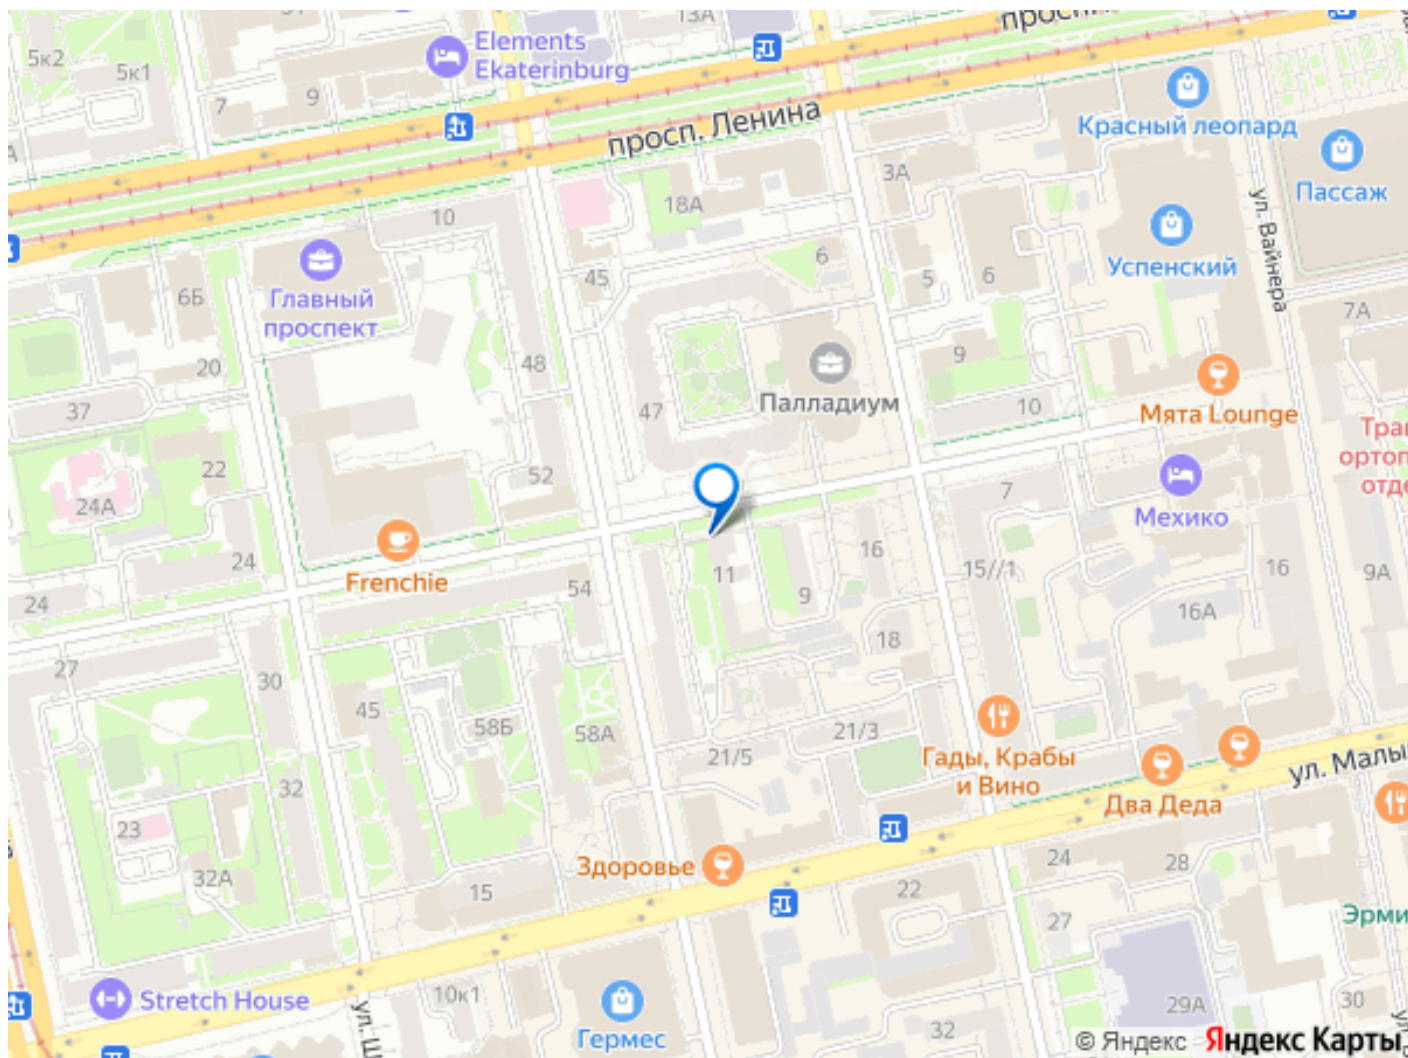 13А
просп.
Elements
Ekaterinburg
5к2
5к1
7
9
просп. Ленина
Красный леопард
Пассаж
3А
18А
10
ул. Вайнера
Успенский
6
5
6
45
6Б
Главный
проспект
7А
20
48
9
Палладиум
47
10
Мята Lounge
37
22
52
24А
7
Мехико
Frenchie
24
24
54
11
9
16
15//1
16
9А
16А
18
27
30
45
58Б
58А
21/5
21/3
Гады, Крабы
и Вино
32
Два Деда
23
Здоровье
32А
15
22
24
28
27
Stretch House
10к1
Гермес
32
29А
30
© Яндекс
Яндекс Карты